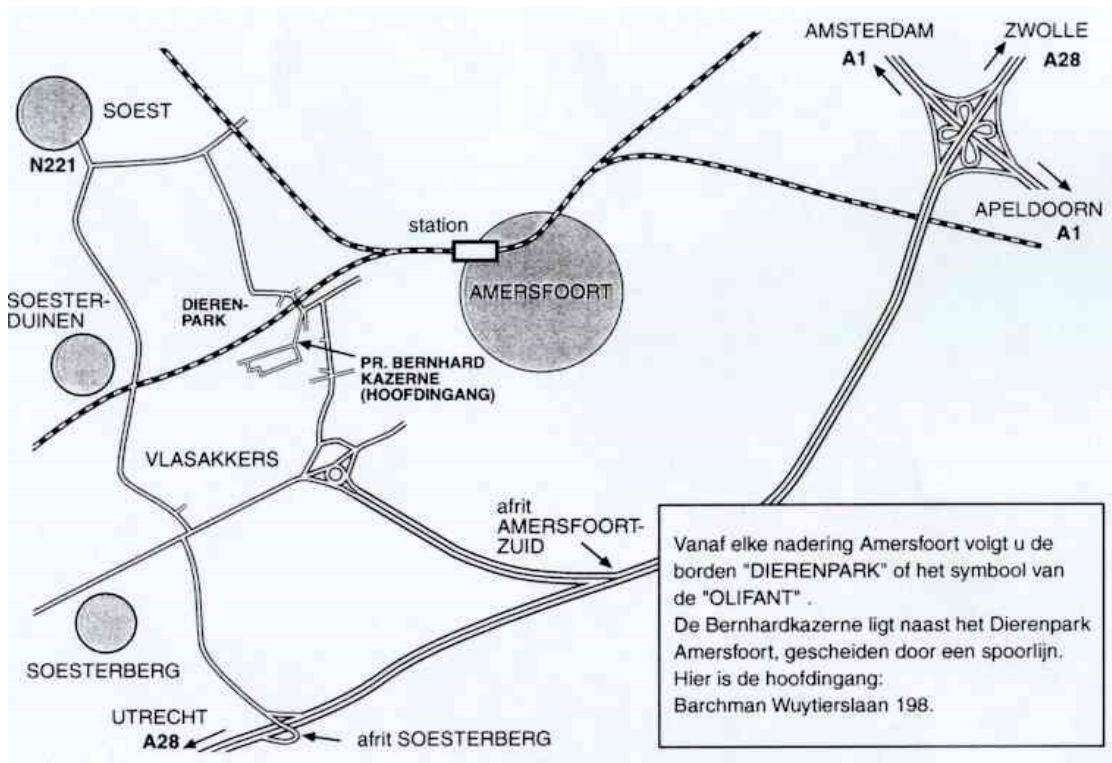 AMSTERDAM
A1
ZWOLLE
A28
SOEST
N221
station
APELDOORN
A1
AMERSFOORT
SOESTER-
DUINEN
DIEREN-
PARK
PR. BERNHARD
KAZERNE
(HOOFDINGANG)
VLASAKKERS
afrit
AMERSFOORT-
ZUID
SOESTERBERG
UTRECHT
A28
afrit SOESTERBERG
Vanaf elke nadering Amersfoort volgt u de
borden "DIERENPARK" of het symbool van
de "OLIFANT" .
De Bernhardkazerne ligt naast het Dierenpark
Amersfoort, gescheiden door een spoorlijn.
Hier is de hoofdingang:
Barchman Wuytierslaan 198.